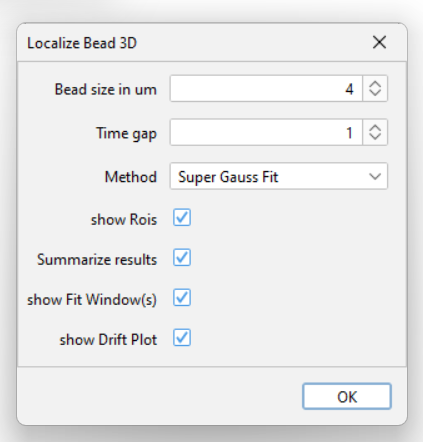 Localize Bead 3D
Bead size in um 4
Time gap 1
Method Super Gauss Fit
show Rois
Summarize results
show Fit Window(s)
show Drift Plot
OK